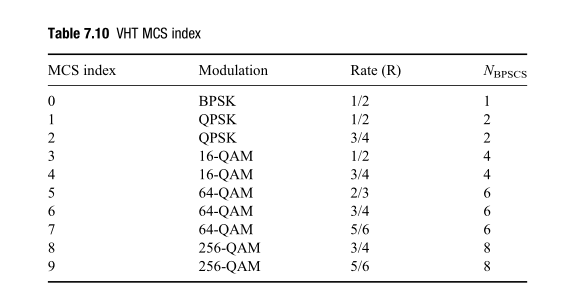 Table 7.10 VHT MCS index
MCS index Modulation Rate (R) NBPSCS
0 BPSK 1/2 1
1 QPSK 1/2 2
2 QPSK 3/4 2
3 16-QAM 1/2 4
4 16-QAM 3/4 4
5 64-QAM 2/3 6
6 64-QAM 3/4 6
7 64-QAM 5/6 6
8 256-QAM 3/4 8
9 256-QAM 5/6 8